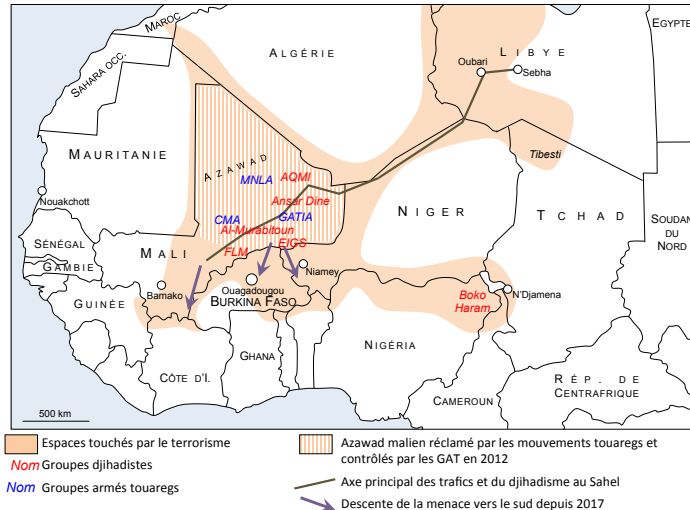 MAROC
ALGÉRIE
LIBYE
EGYPTE
SAHARA OCC.
Oubari
Sebha
MAURITANIE
AZAWAD
MNLA
AQMI
Tibesti
Ansar Dine
Nouakchott
CMA
GATIA
NIGER
TCHAD
Al-Murabitoun
SOUDAN
DU
NORD
SÉNÉGAL
MALI
FLM
EIGS
GAMBIE
Niamey
Bamako
Ouagadougou
BURKINA FASO
Boko
Haram
N'Djamena
GUINÉE
GHANA
NIGÉRIA
CÔTE D'I.
RÉP. DE
CENTRAFRIQUE
CAMEROUN
500 km
Espaces touchés par le terrorisme
Nom Groupes djihadistes
Nom Groupes armés touaregs
Azawad malien réclamé par les mouvements touaregs et
contrôlés par les GAT en 2012
Axe principal des trafics et du djihadisme au Sahel
Descente de la menace vers le sud depuis 2017